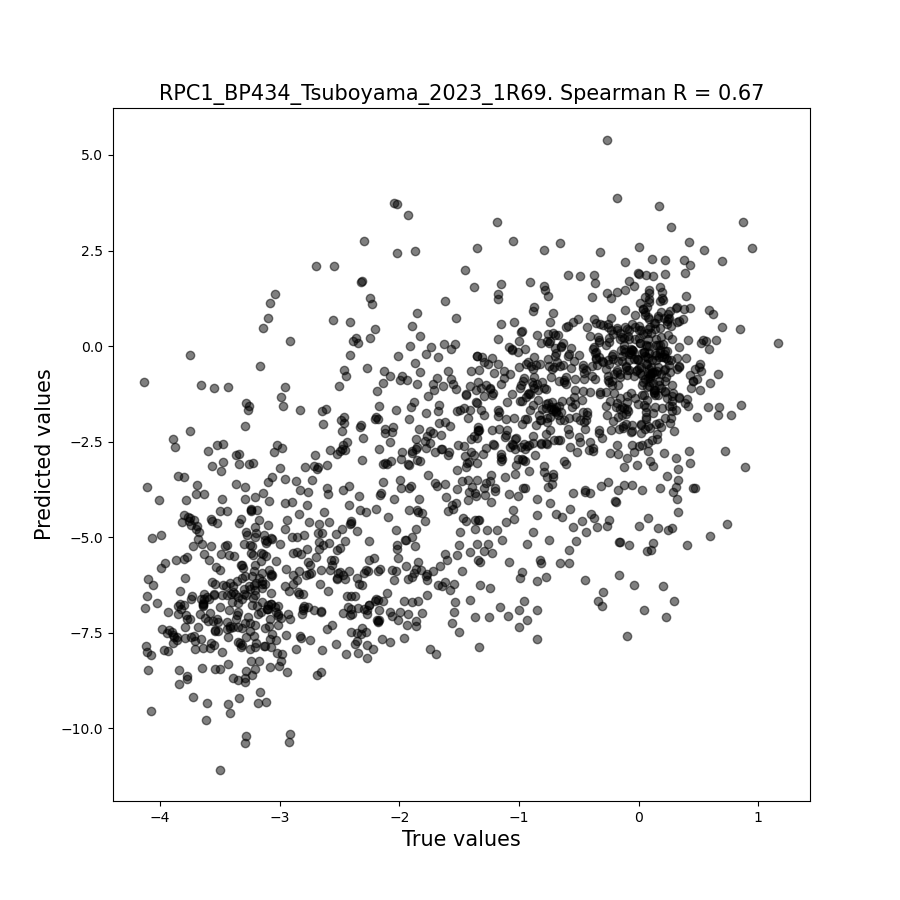 RPC1_BP434_Tsuboyama_2023_1R69. Spearman R = 0.67
Predicted values
5.0
2.5
0.0
−2.5
−5.0
−7.5
−10.0
−4 −3 −2 −1 0 1
True values